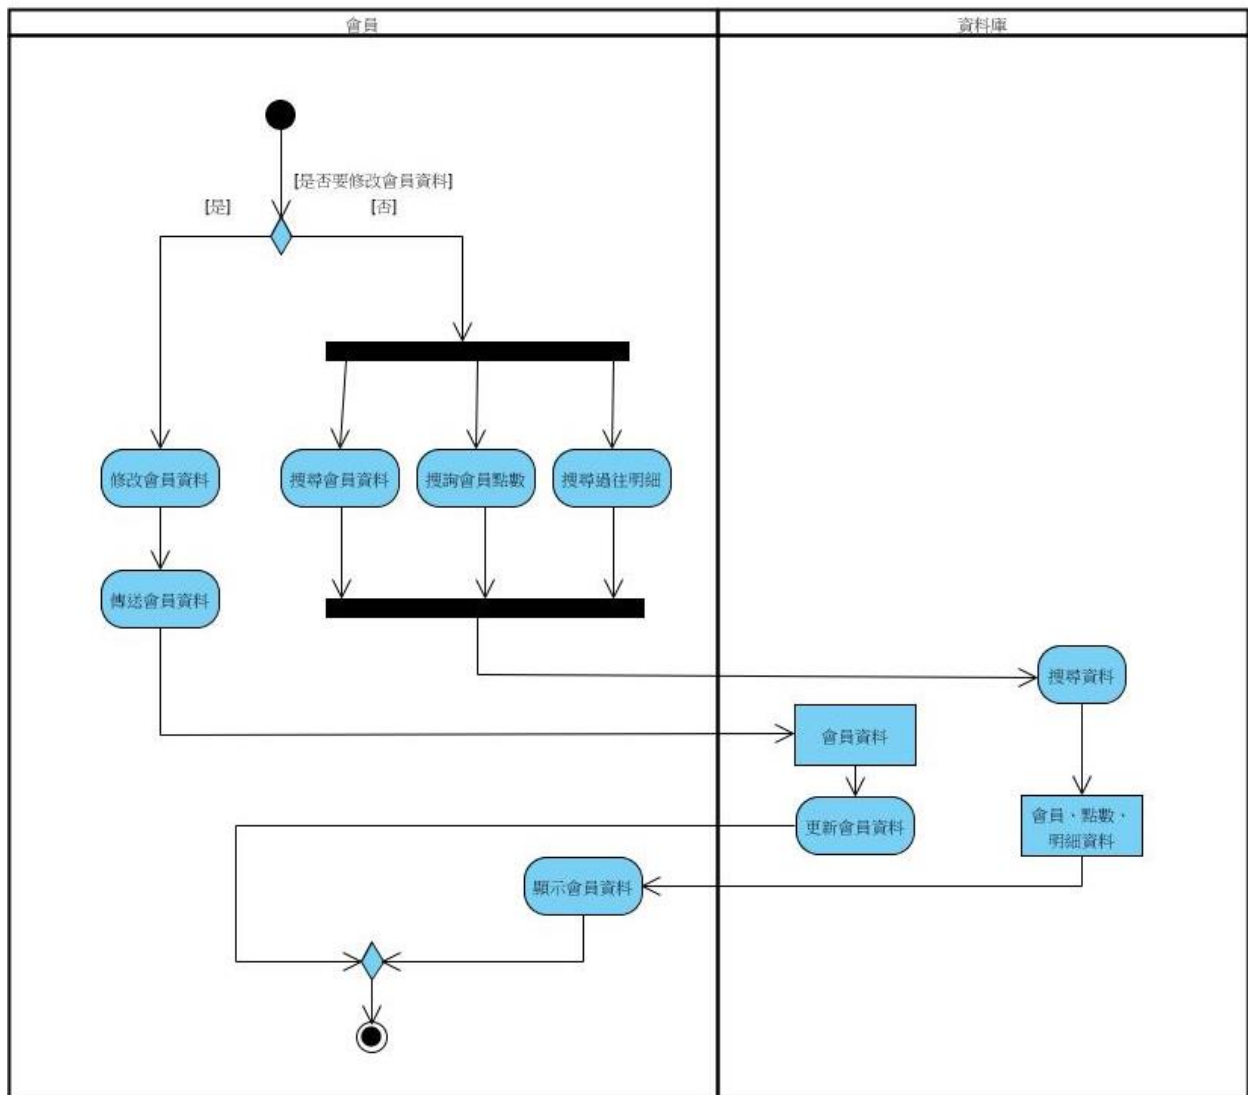 會員
資料庫
[是否要修改會員資料]
[是]
[否]
修改會員資料
搜尋會員資料
搜詢會員點數
搜尋過往明細
傳送會員資料
搜尋資料
會員資料
更新會員資料
會員、點數、
明細資料
顯示會員資料